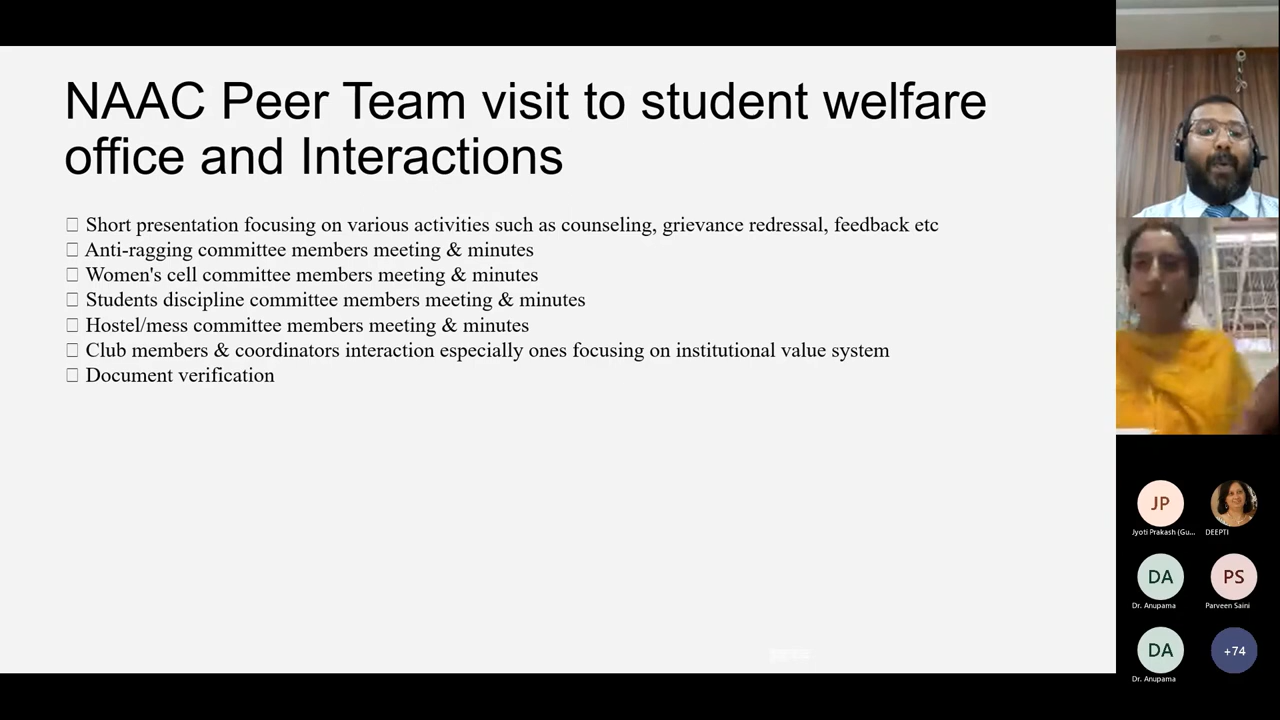 NAAC Peer Team visit to student welfare
office and Interactions
□ Short presentation focusing on various activities such as counseling, grievance redressal, feedback etc
□ Anti-ragging committee members meeting & minutes
□ Women's cell committee members meeting & minutes
□ Students discipline committee members meeting & minutes
□ Hostel/mess committee members meeting & minutes
□ Club members & coordinators interaction especially ones focusing on institutional value system
□ Document verification
JP
Jyoti Prakash (Gu...
DEEPTI
DA
PS
Dr. Anupama
Parveen Saini
DA
+74
Dr. Anupama